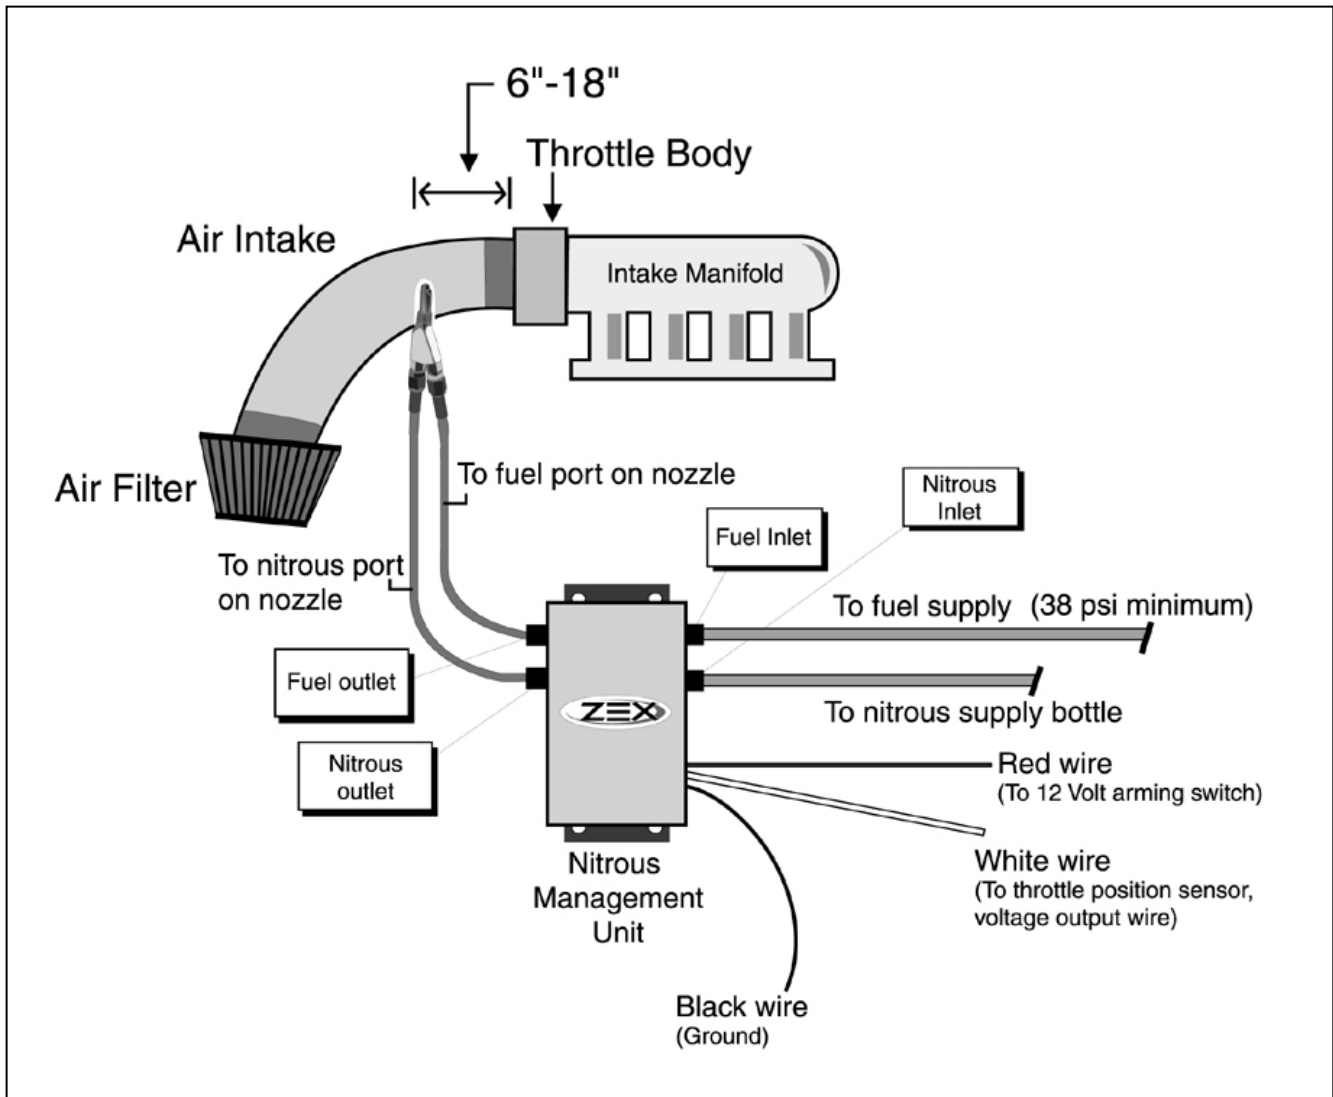 6"-18"
Throttle Body
Air Intake
Intake Manifold
Air Filter
To fuel port on nozzle
Nitrous
Inlet
Fuel Inlet
To nitrous port
on nozzle
To fuel supply (38 psi minimum)
Fuel outlet
ZEX
To nitrous supply bottle
Nitrous
outlet
Red wire
(To 12 Volt arming switch)
White wire
(To throttle position sensor,
voltage output wire)
Nitrous
Management
Unit
Black wire
(Ground)